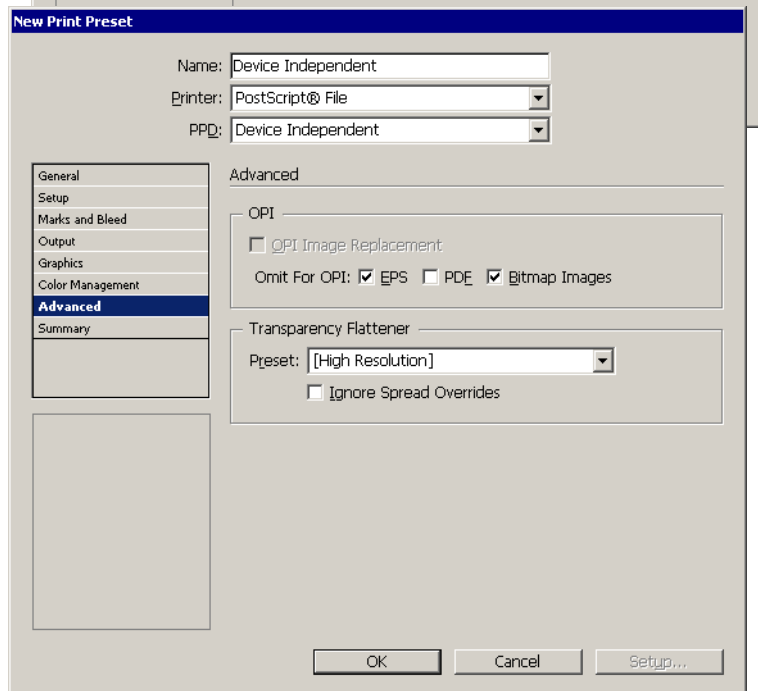 New Print Preset
Name: Device Independent
Printer: PostScript® File
PPD: Device Independent
General
Setup
Marks and Bleed
Output
Graphics
Color Management
Advanced
Summary
Advanced
OPI
OPI Image Replacement
Omit For OPI: EPS PDF Bitmap Images
Transparency Flattener
Preset: [High Resolution]
Ignore Spread Overrides
OK Cancel Setup...